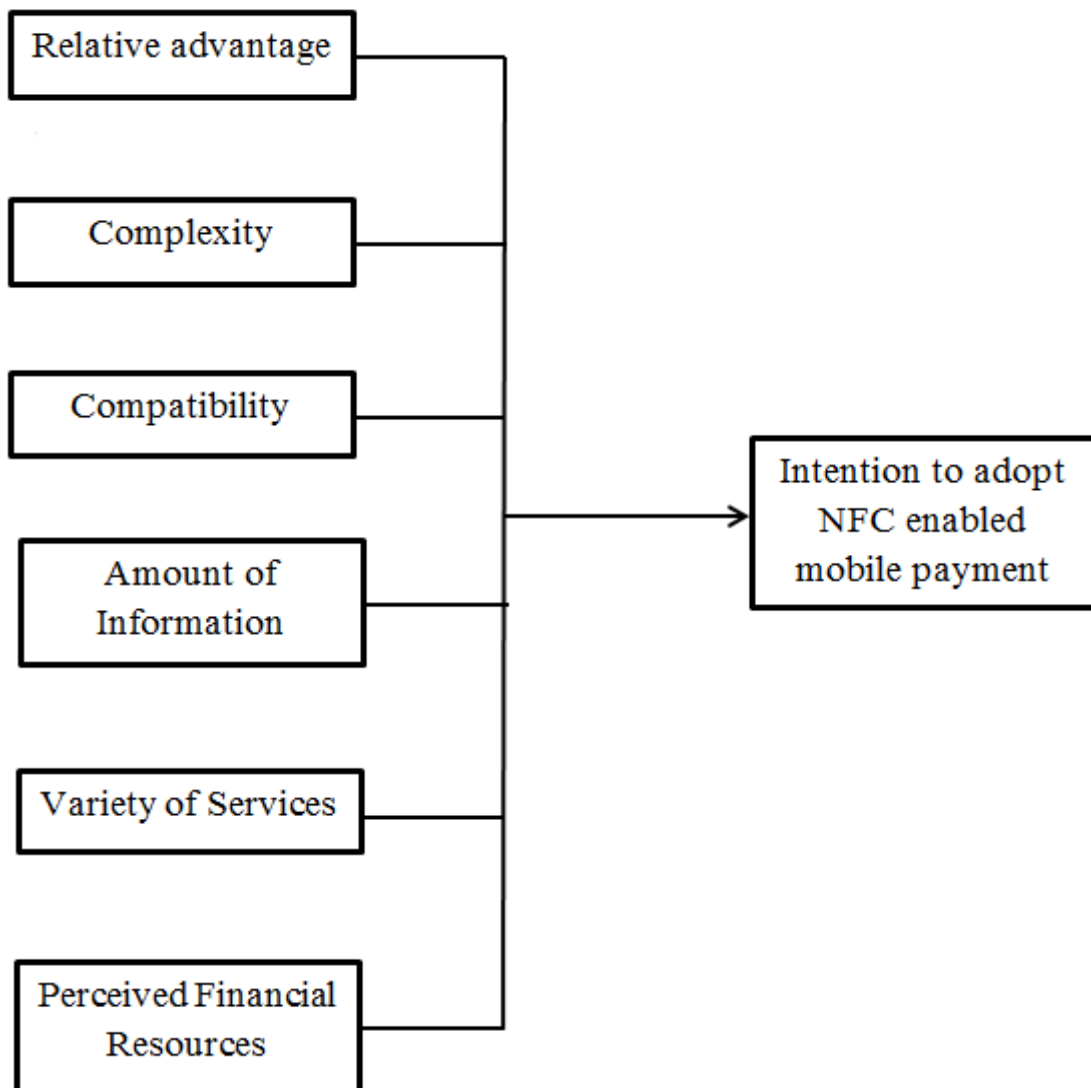 Relative advantage
Complexity
Compatibility
Amount of
Information
Variety of Services
Perceived Financial
Resources
Intention to adopt
NFC enabled
mobile payment